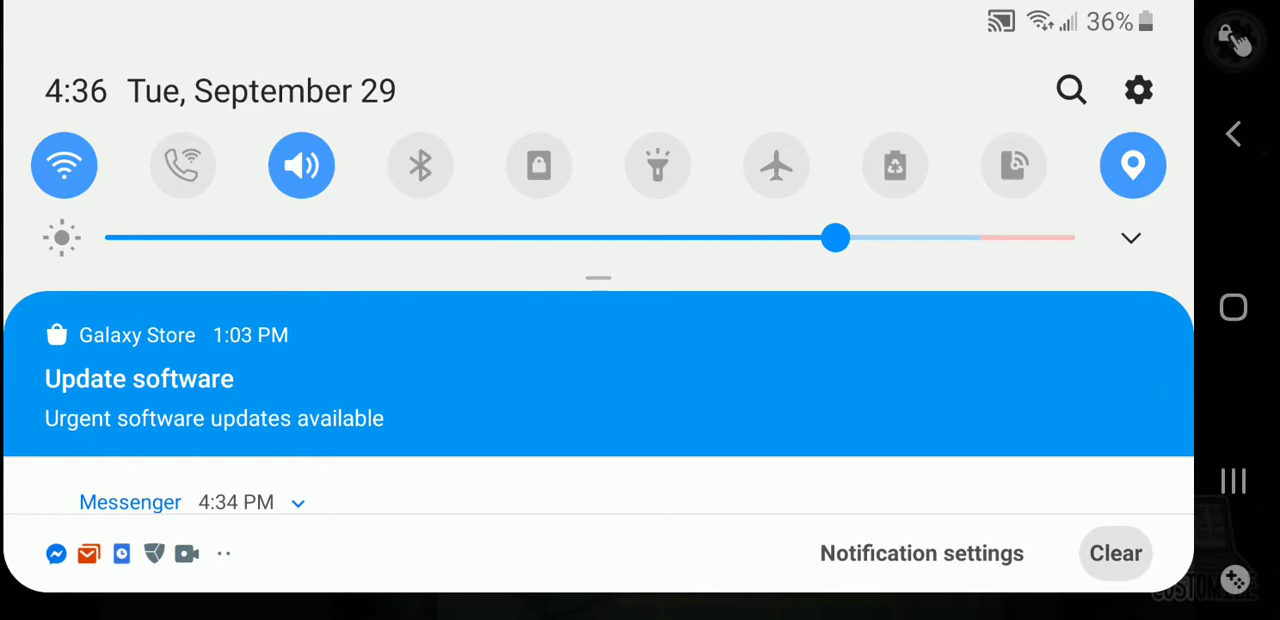 36%
4:36 Tue, September 29
Galaxy Store 1:03 PM
Update software
Urgent software updates available
Messenger 4:34 PM
Notification settings Clear
CUSTOMIZE